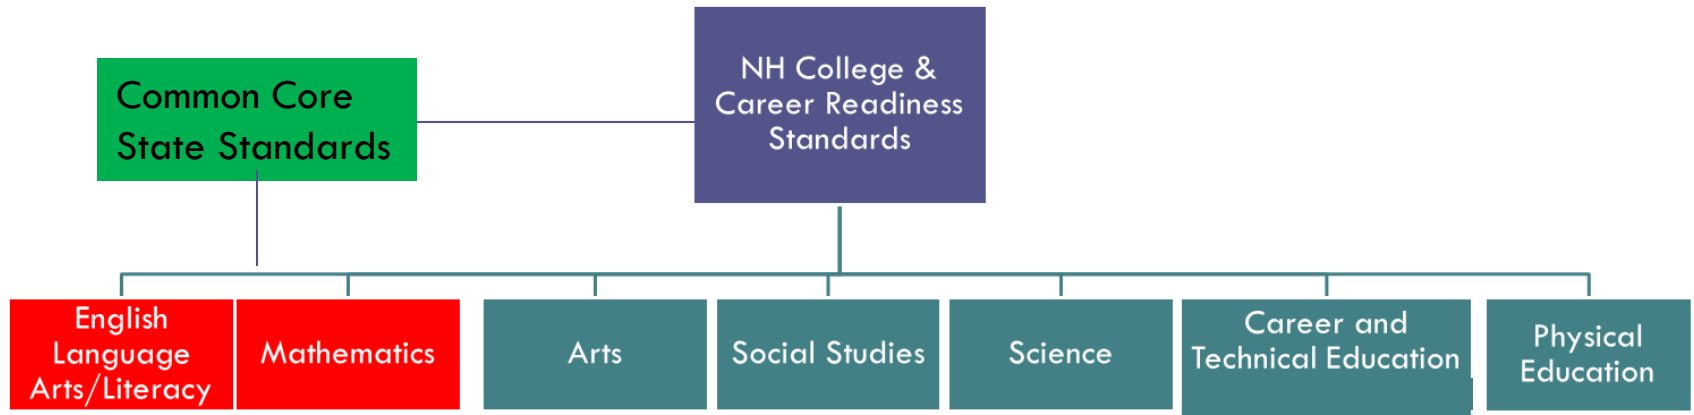 NH College &
Career Readiness
Standards
Common Core
State Standards
English
Language
Arts/Literacy
Mathematics
Arts
Social Studies
Science
Career and
Technical Education
Physical
Education